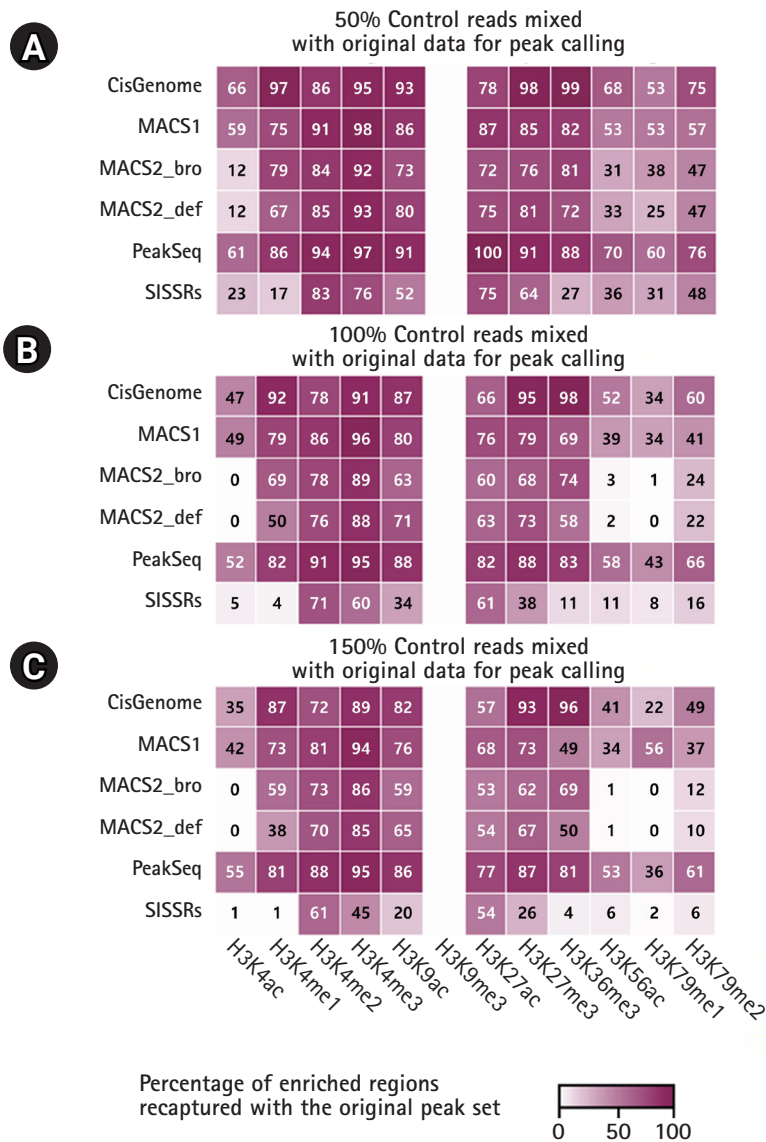 A
50% Control reads mixed
with original data for peak calling
CisGenome 66 97 86 95 93 78 98 99 68 53 75
MACS1 59 75 91 98 86 87 85 82 53 53 57
MACS2_bro 12 79 84 92 73 72 76 81 31 38 47
MACS2_def 12 67 85 93 80 75 81 72 33 25 47
PeakSeq 61 86 94 97 91 100 91 88 70 60 76
SISSRs 23 17 83 76 52 75 64 27 36 31 48
B
100% Control reads mixed
with original data for peak calling
CisGenome 47 92 78 91 87 66 95 98 52 34 60
MACS1 49 79 86 96 80 76 79 69 39 34 41
MACS2_bro 0 69 78 89 63 60 68 74 3 1 24
MACS2_def 0 50 76 88 71 63 73 58 2 0 22
PeakSeq 52 82 91 95 88 82 88 83 58 43 66
SISSRs 5 4 71 60 34 61 38 11 11 8 16
C
150% Control reads mixed
with original data for peak calling
CisGenome 35 87 72 89 82 57 93 96 41 22 49
MACS1 42 73 81 94 76 68 73 49 34 56 37
MACS2_bro 0 59 73 86 59 53 62 69 1 0 12
MACS2_def 0 38 70 85 65 54 67 50 1 0 10
PeakSeq 55 81 88 95 86 77 87 81 53 36 61
SISSRs 1 1 61 45 20 54 26 4 6 2 6
H3K4ac H3K4me1 H3K4me2 H3K4me3 H3K9ac H3K9me3 H3K27ac H3K27me3 H3K36me3 H3K56ac H3K79me1 H3K79me2
Percentage of enriched regions
recaptured with the original peak set
0 50 100